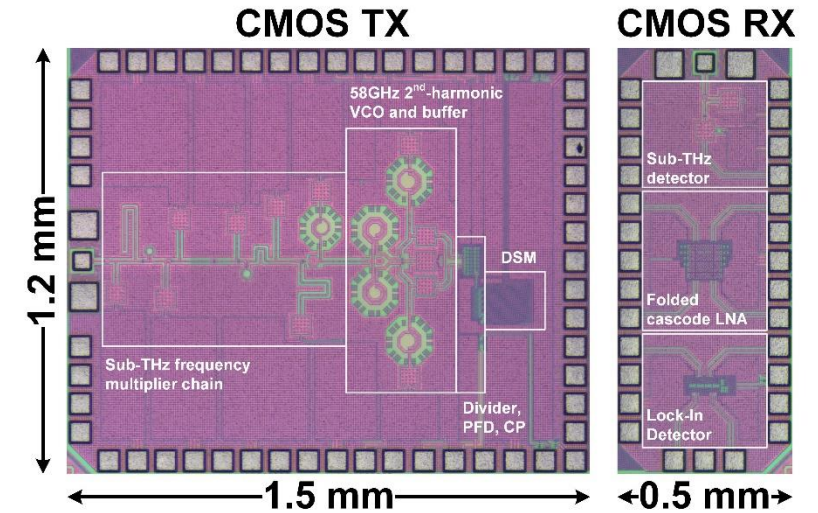 CMOS TX
CMOS RX
58GHz 2nd-harmonic
VCO and buffer
Sub-THz
detector
DSM
1.2 mm
Folded
cascode LNA
Sub-THz frequency
multiplier chain
Divider,
PFD, CP
Lock-In
Detector
1.5 mm
0.5 mm